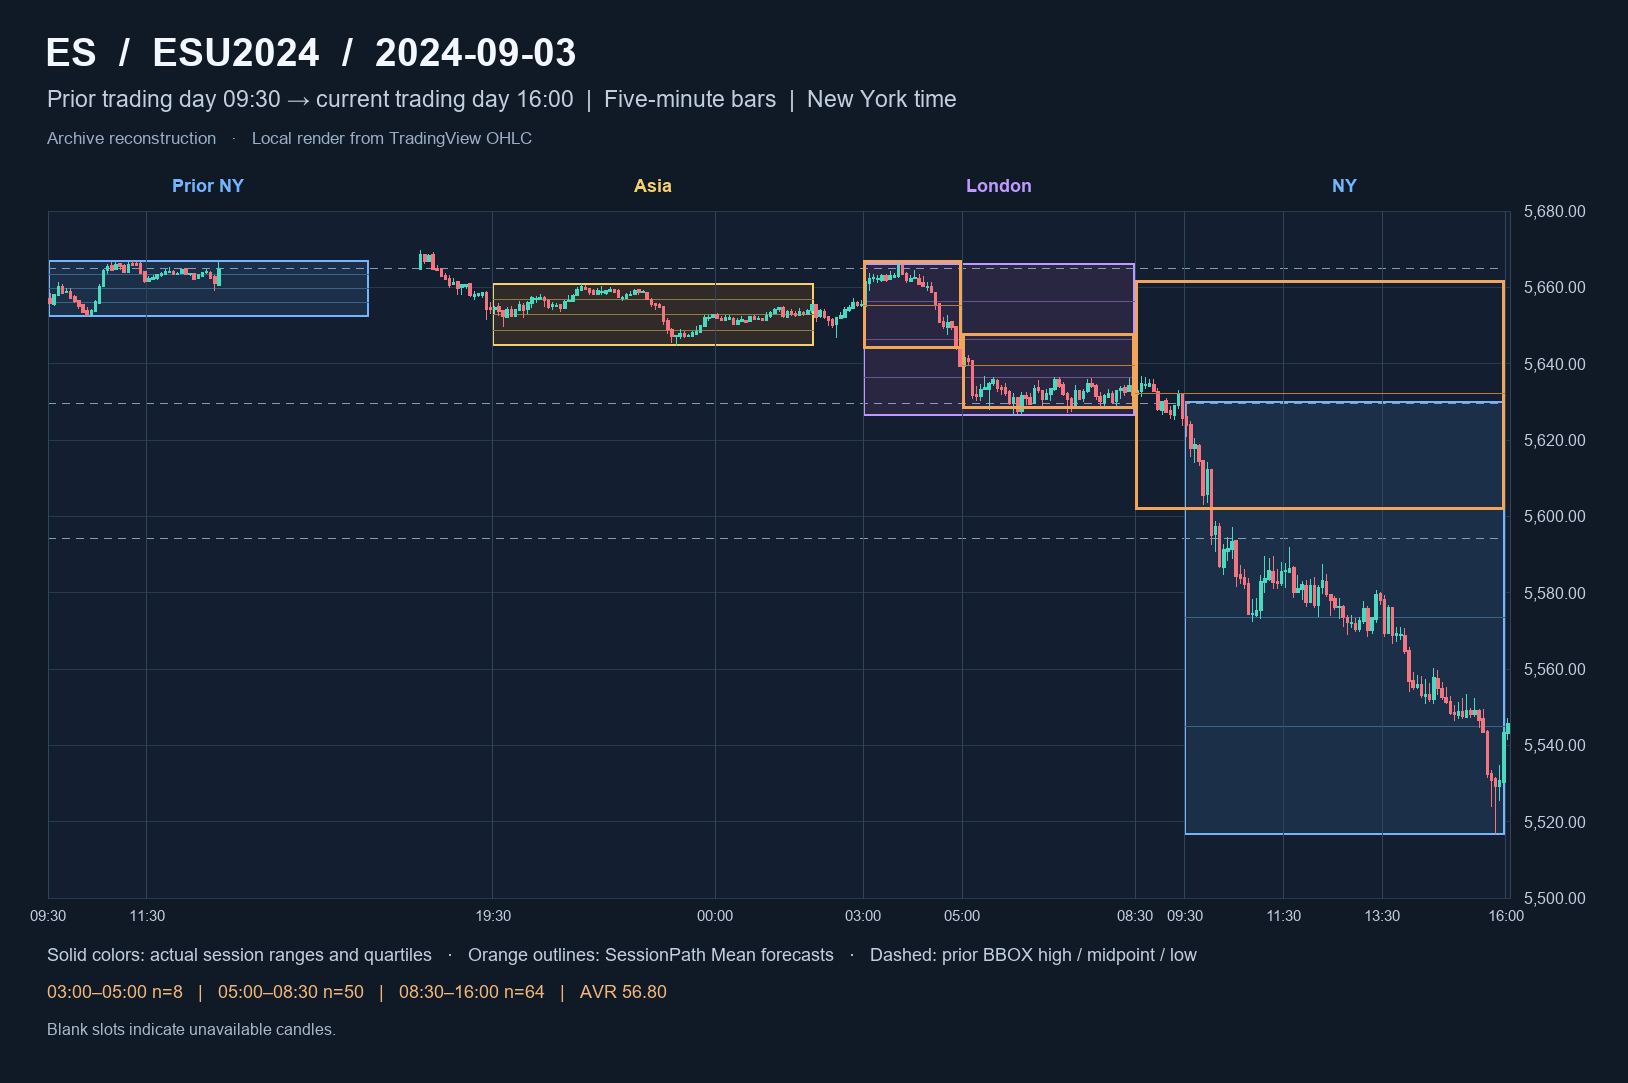 ES / ESU2024 / 2024-09-03
Prior trading day 09:30 → current trading day 16:00 | Five-minute bars | New York time
Archive reconstruction · Local render from TradingView OHLC
Prior NY Asia London NY
5,680.00
5,660.00
5,640.00
5,620.00
5,600.00
5,580.00
5,560.00
5,540.00
5,520.00
5,500.00
09:30 11:30 19:30 00:00 03:00 05:00 08:30 09:30 11:30 13:30 16:00
Solid colors: actual session ranges and quartiles · Orange outlines: SessionPath Mean forecasts · Dashed: prior BBOX high / midpoint / low
03:00–05:00 n=8 | 05:00–08:30 n=50 | 08:30–16:00 n=64 | AVR 56.80
Blank slots indicate unavailable candles.